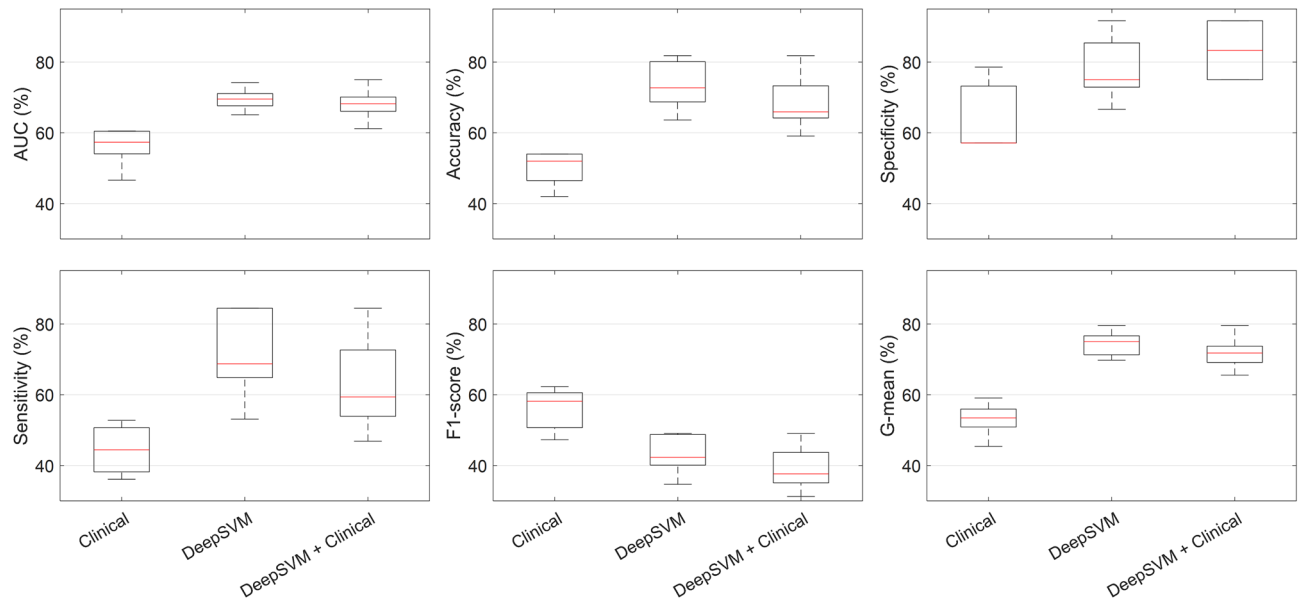 AUC (%)
80
60
40
Accuracy (%)
80
60
40
Specificity (%)
80
60
40
Sensitivity (%)
80
60
40
Clinical
DeepSVM
DeepSVM + Clinical
F1-score (%)
80
60
40
Clinical
DeepSVM
DeepSVM + Clinical
G-mean (%)
80
60
40
Clinical
DeepSVM
DeepSVM + Clinical